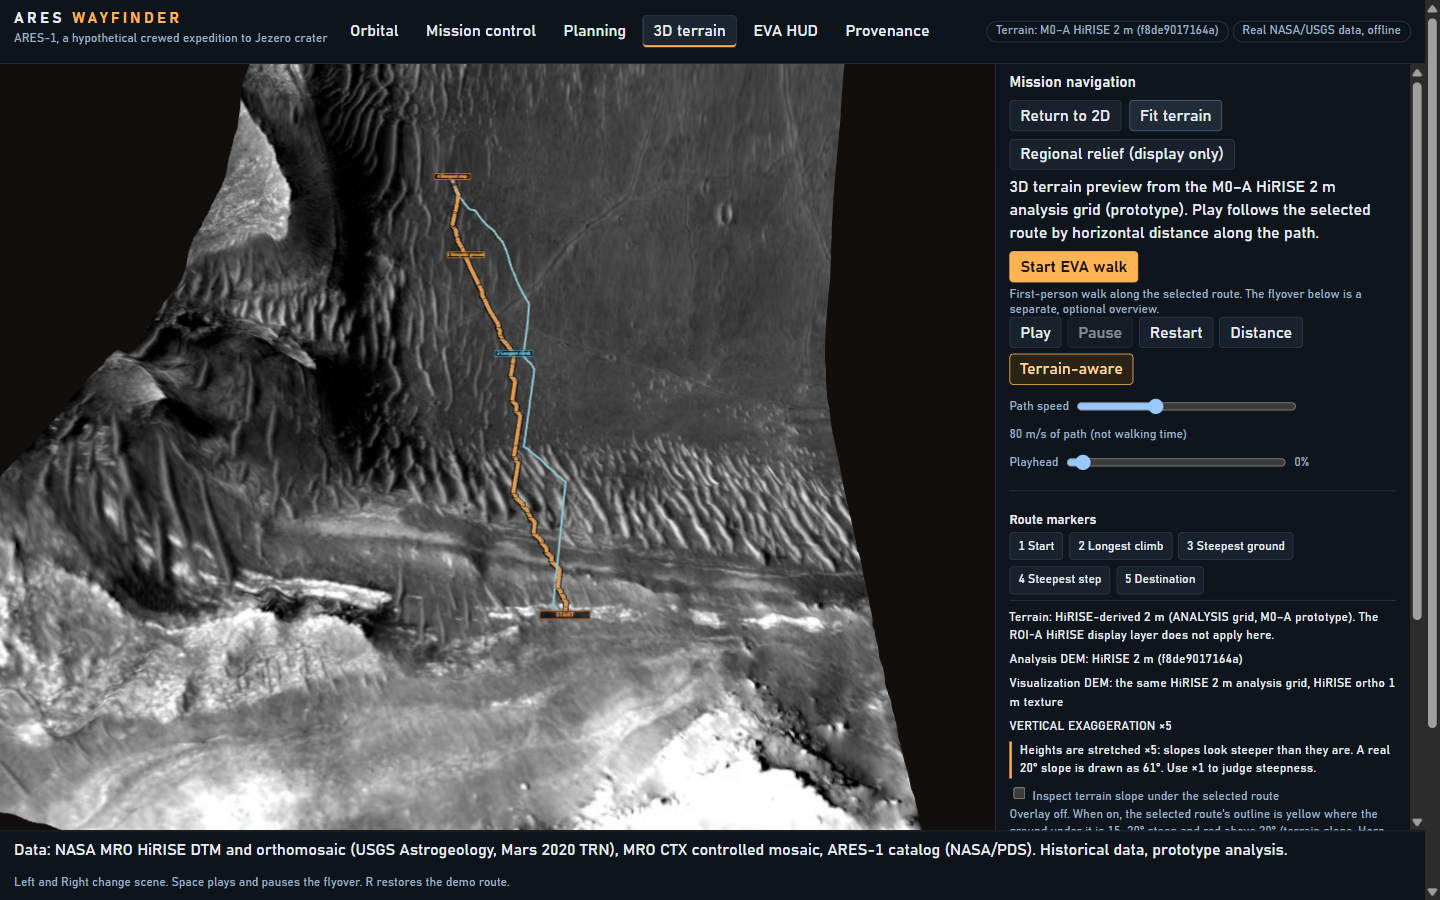 ARES WAYFINDER
ARES-1, a hypothetical crewed expedition to Jezero crater
Orbital
Mission control
Planning
3D terrain
EVA HUD
Provenance
Terrain: M0-A HiRISE 2 m (f8de9017164a)
Real NASA/USGS data, offline
4 Steepest step
3 Steepest ground
2 Longest climb
START
Mission navigation
Return to 2D
Fit terrain
Regional relief (display only)
3D terrain preview from the M0-A HiRISE 2 m
analysis grid (prototype). Play follows the selected
route by horizontal distance along the path.
Start EVA walk
First-person walk along the selected route. The flyover below is a
separate, optional overview.
Play
Pause
Restart
Distance
Terrain-aware
Path speed
80 m/s of path (not walking time)
Playhead
0%
Route markers
1 Start
2 Longest climb
3 Steepest ground
4 Steepest step
5 Destination
Terrain: HiRISE-derived 2 m (ANALYSIS grid, M0-A prototype). The
ROI-A HiRISE display layer does not apply here.
Analysis DEM: HiRISE 2 m (f8de9017164a)
Visualization DEM: the same HiRISE 2 m analysis grid, HiRISE ortho 1
m texture
VERTICAL EXAGGERATION ×5
Heights are stretched ×5: slopes look steeper than they are. A real
20° slope is drawn as 61°. Use ×1 to judge steepness.
Inspect terrain slope under the selected route
Overlay off. When on, the selected route's outline is yellow where the
Data: NASA MRO HiRISE DTM and orthomosaic (USGS Astrogeology, Mars 2020 TRN), MRO CTX controlled mosaic, ARES-1 catalog (NASA/PDS). Historical data, prototype analysis.
Left and Right change scene. Space plays and pauses the flyover. R restores the demo route.